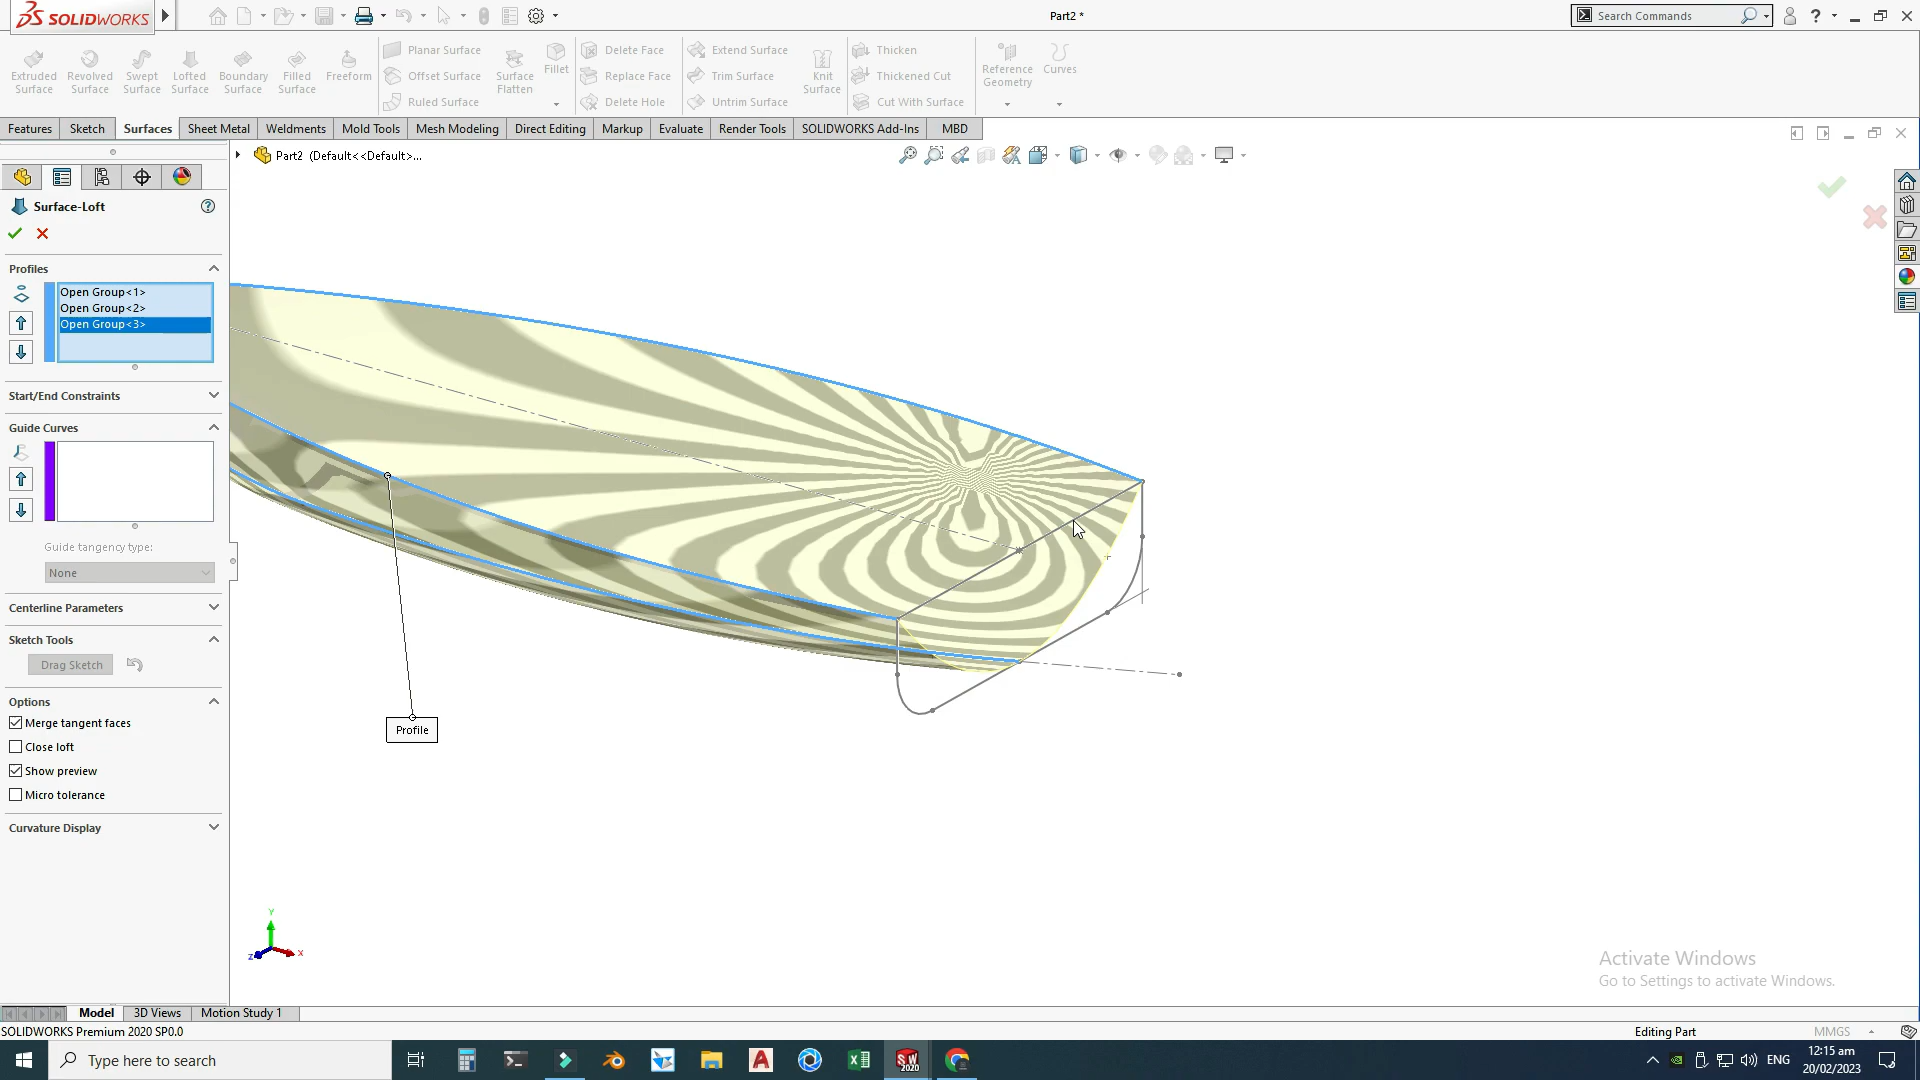 SOLIDWORKS
Part2 *
Search Commands
Extruded Surface
Revolved Surface
Swept Surface
Lofted Surface
Boundary Surface
Filled Surface
Freeform
Planar Surface
Offset Surface
Ruled Surface
Surface Flatten
Fillet
Delete Face
Replace Face
Delete Hole
Extend Surface
Trim Surface
Untrim Surface
Knit Surface
Thicken
Thickened Cut
Cut With Surface
Reference Geometry
Curves
Features
Sketch
Surfaces
Sheet Metal
Weldments
Mold Tools
Mesh Modeling
Direct Editing
Markup
Evaluate
Render Tools
SOLIDWORKS Add-Ins
MBD
Part2 (Default<<Default>...
Surface-Loft
Profiles
Open Group<1>
Open Group<2>
Open Group<3>
Start/End Constraints
Guide Curves
Guide tangency type:
None
Centerline Parameters
Sketch Tools
Drag Sketch
Options
Merge tangent faces
Close loft
Show preview
Micro tolerance
Curvature Display
Profile
Y
X
Z
Activate Windows
Go to Settings to activate Windows.
Model
3D Views
Motion Study 1
SOLIDWORKS Premium 2020 SP0.0
Editing Part
MMGS
Type here to search
SW
2020
ENG
12:15 am
20/02/2023